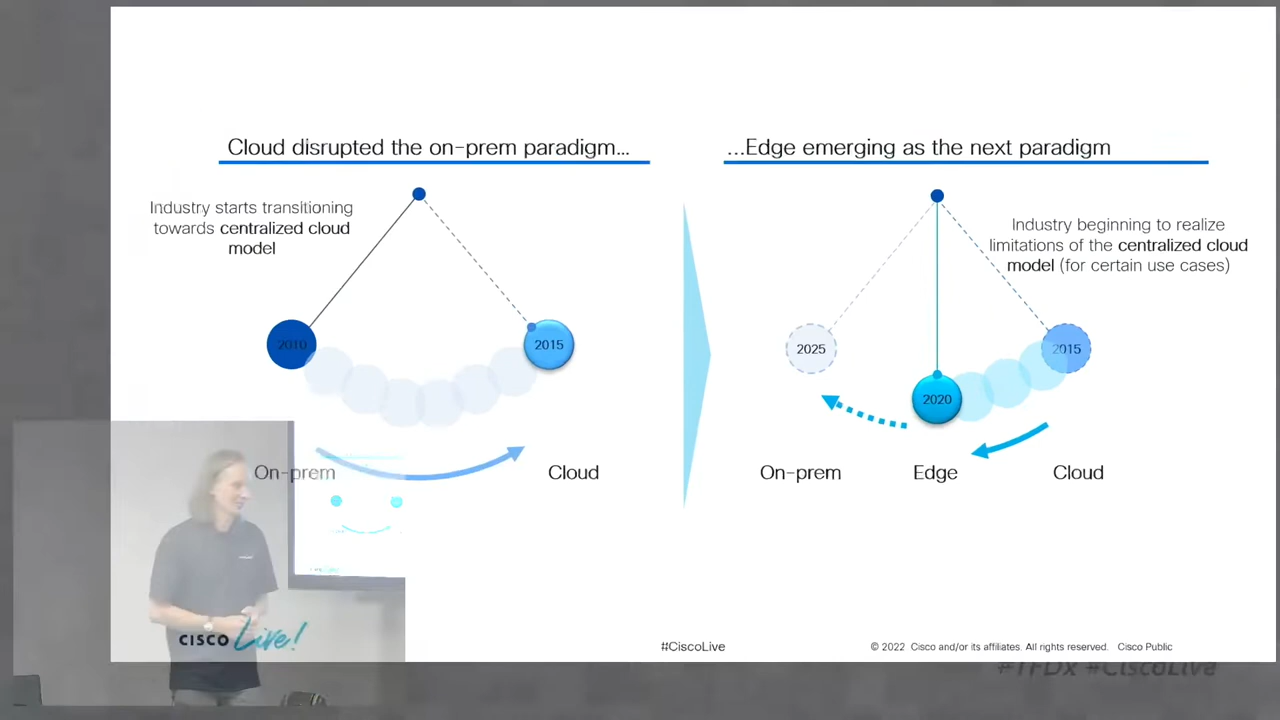 Cloud disrupted the on-prem paradigm...
...Edge emerging as the next paradigm
Industry starts transitioning
towards centralized cloud
model
Industry beginning to realize
limitations of the centralized cloud
model (for certain use cases)
2010
2015
2025
2015
2020
On-prem
Cloud
On-prem
Edge
Cloud
CISCO Live!
#CiscoLive
© 2022 Cisco and/or its affiliates. All rights reserved. Cisco Public
#TFDx #CiscoLive